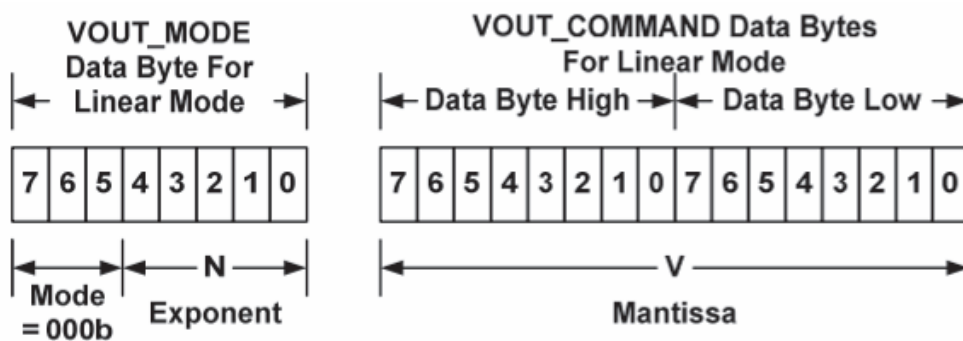 VOUT_MODE
Data Byte For
Linear Mode
7 6 5 4 3 2 1 0
N
Mode
= 000b
Exponent
VOUT_COMMAND Data Bytes
For Linear Mode
Data Byte High Data Byte Low
7 6 5 4 3 2 1 0 7 6 5 4 3 2 1 0
V
Mantissa